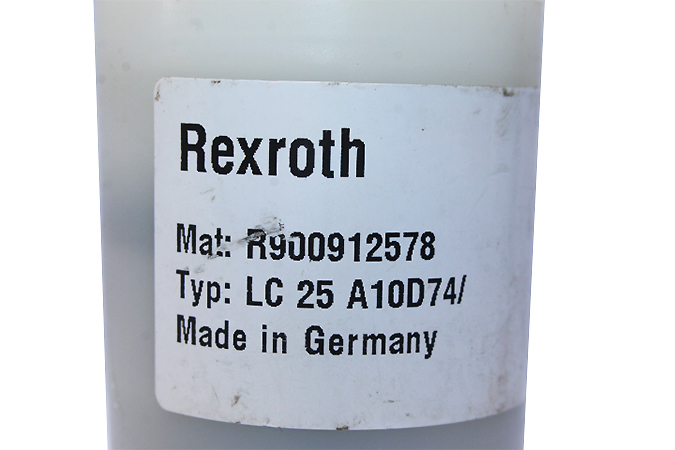 Rexroth
Mat: R900912578
Typ: LC 25 A10D74/
Made in Germany